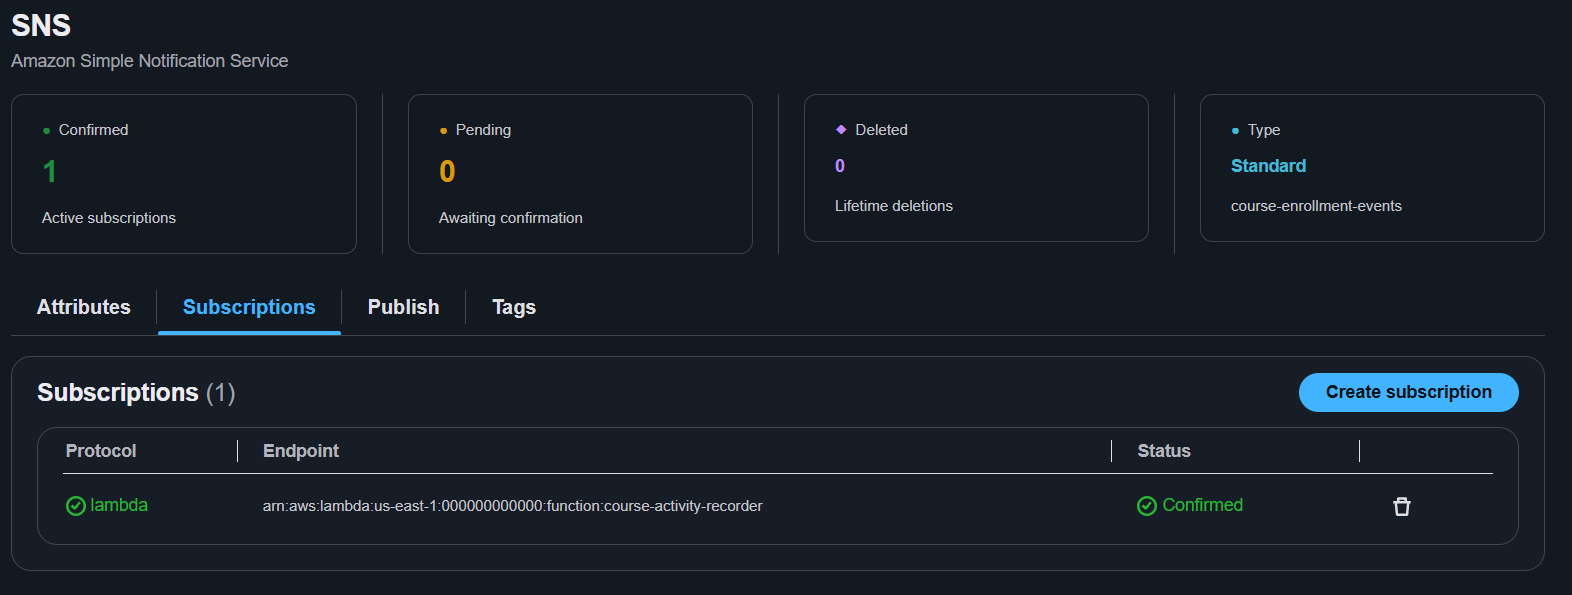 SNS
Amazon Simple Notification Service
Confirmed
1
Active subscriptions
Pending
0
Awaiting confirmation
Deleted
0
Lifetime deletions
Type
Standard
course-enrollment-events
Attributes Subscriptions Publish Tags
Subscriptions (1)
Create subscription
Protocol Endpoint Status
lambda arn:aws:lambda:us-east-1:000000000000:function:course-activity-recorder Confirmed